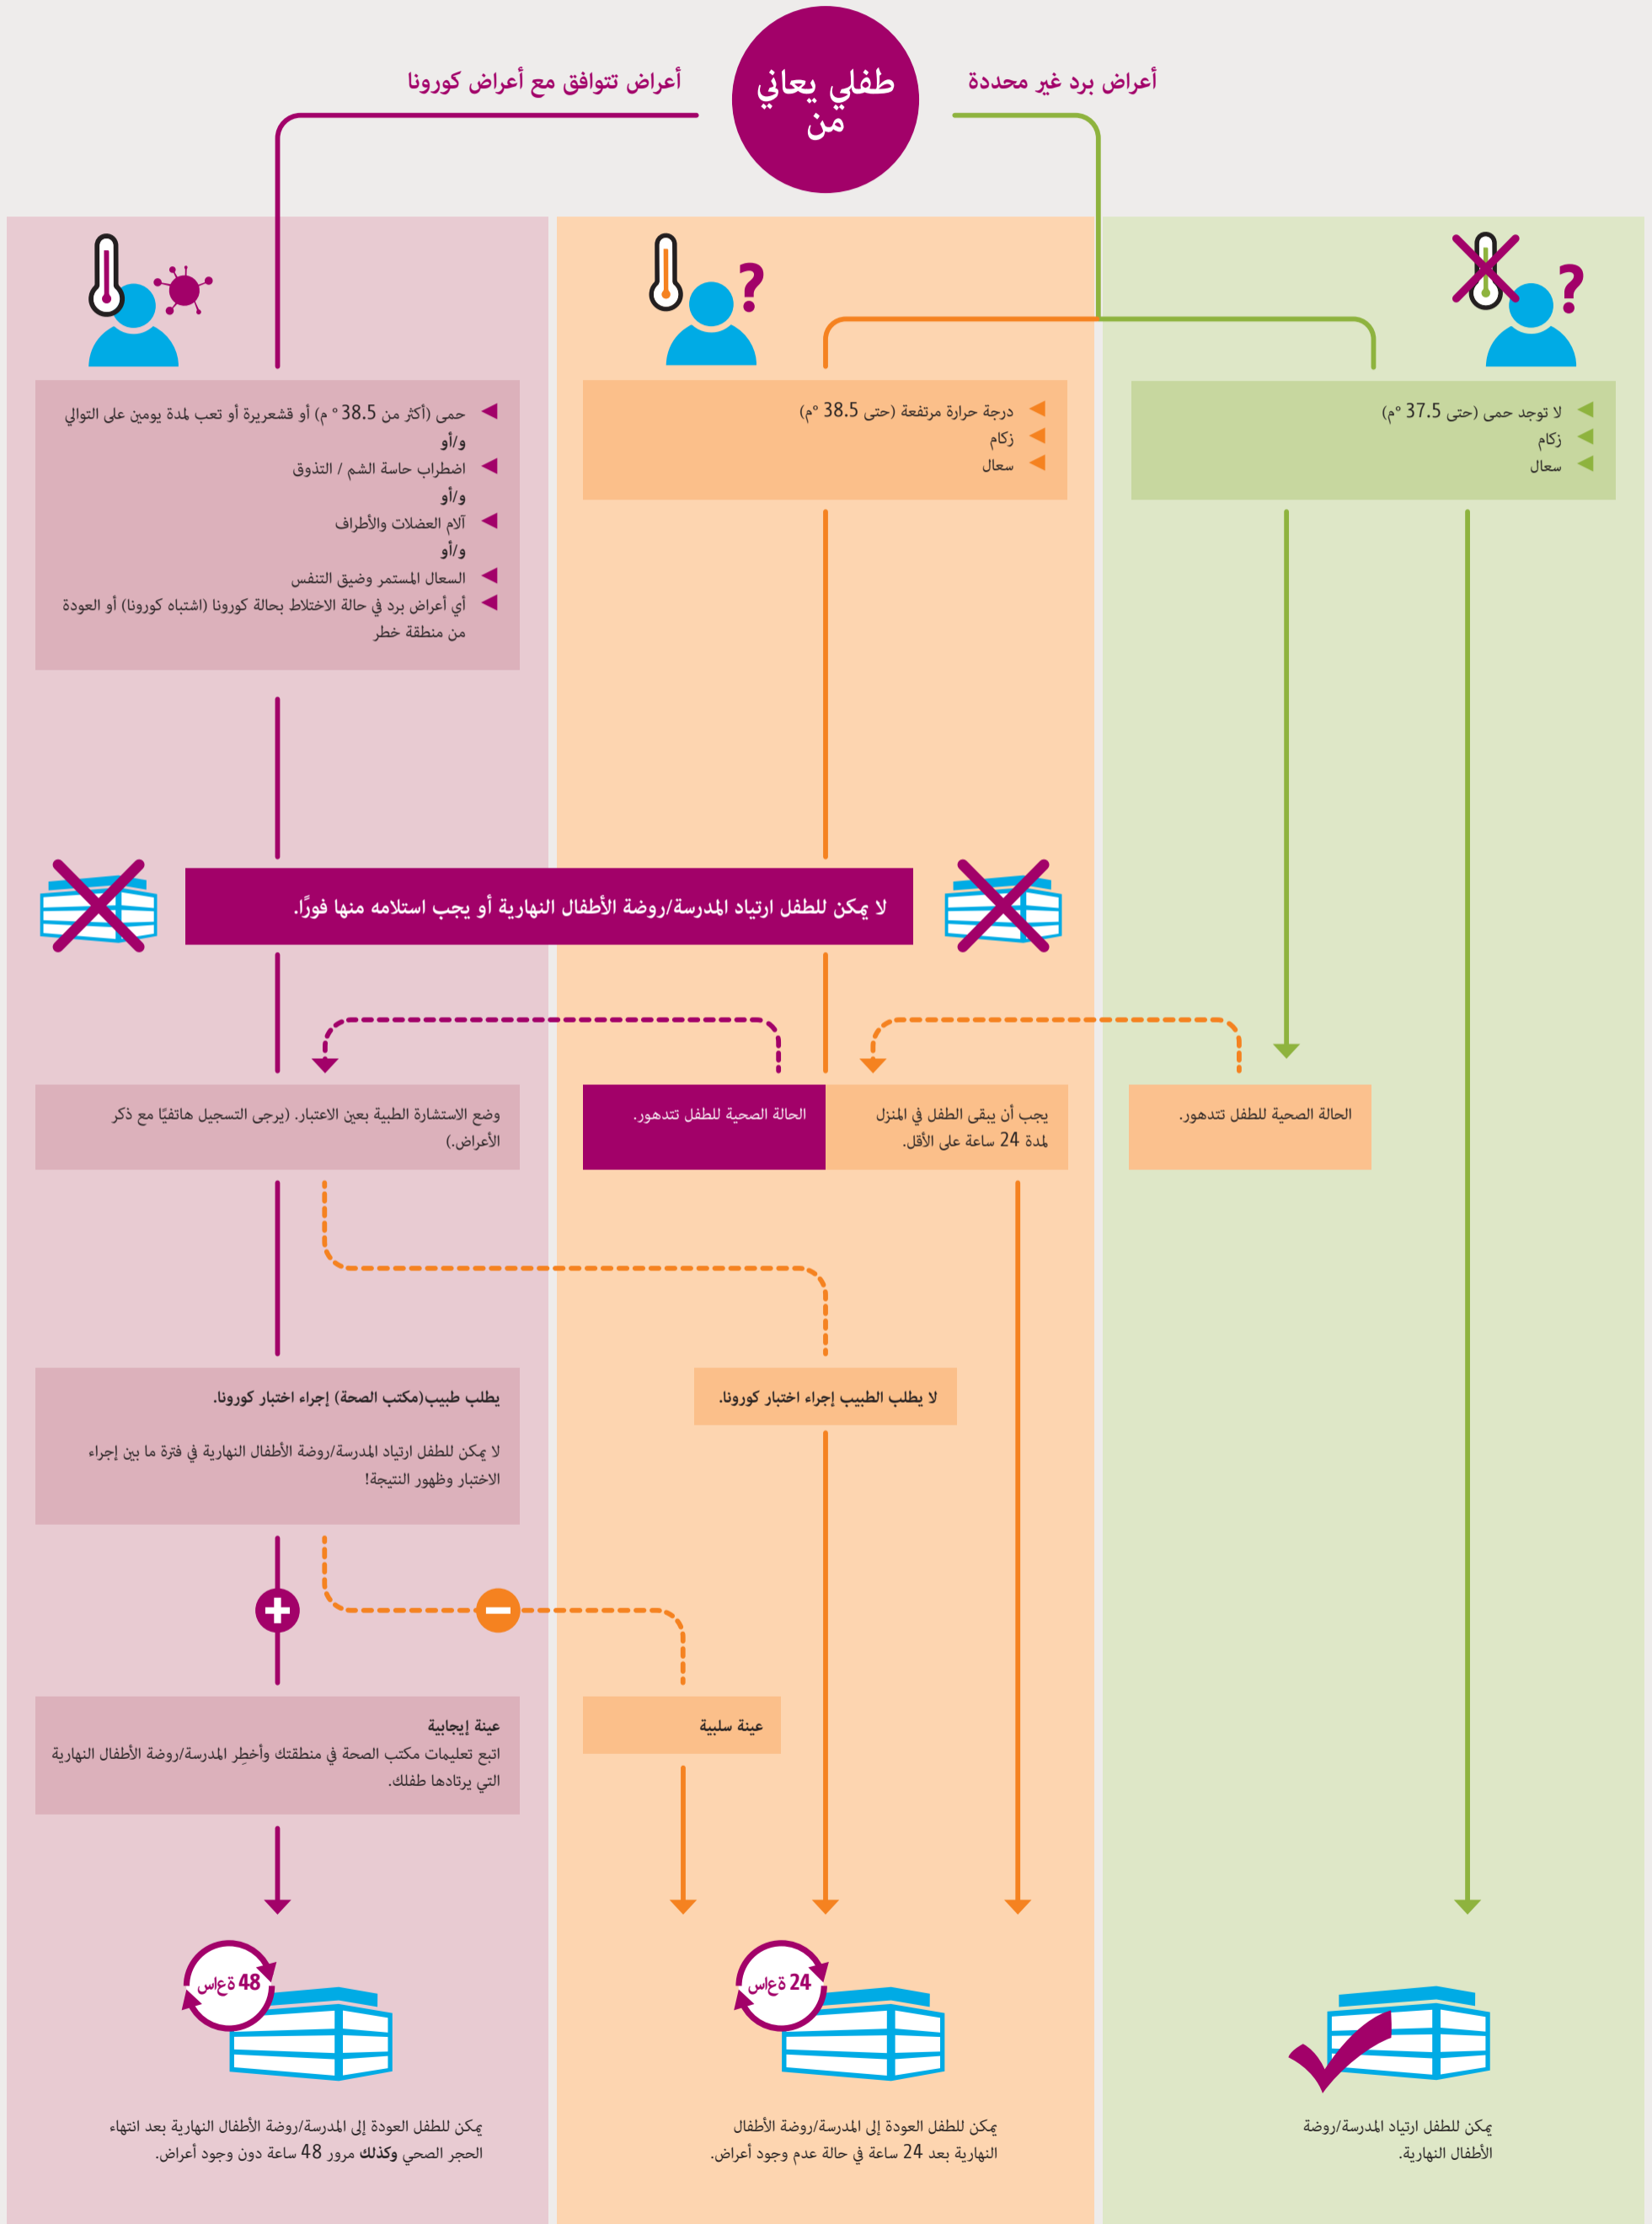 طفلي يعاني
من
أعراض برد غير محددة
أعراض تتوافق مع أعراض كورونا
?
?
لا توجد حمى (حتى 37.5 °م)
زكام
سعال
درجة حرارة مرتفعة (حتى 38.5 °م)
زكام
سعال
حمى (أكثر من 38.5 ° م) أو قشعريرة أو تعب لمدة يومين على التوالي
و/أو
اضطراب حاسة الشم / التذوق
و/أو
آلام العضلات والأطراف
و/أو
السعال المستمر وضيق التنفس
أي أعراض برد في حالة الاختلاط بحالة كورونا (اشتباه كورونا) أو العودة
من منطقة خطر
لا يمكن للطفل ارتياد المدرسة/روضة الأطفال النهارية أو يجب استلامه منها فورًا.
الحالة الصحية للطفل تتدهور.
يجب أن يبقى الطفل في المنزل
لمدة 24 ساعة على الأقل.
الحالة الصحية للطفل تتدهور.
وضع الاستشارة الطبية بعين الاعتبار. (يرجى التسجيل هاتفيًا مع ذكر
الأعراض.)
لا يطلب الطبيب إجراء اختبار كورونا.
يطلب طبيب(مكتب الصحة) إجراء اختبار كورونا.
لا يمكن للطفل ارتياد المدرسة/روضة الأطفال النهارية في فترة ما بين إجراء
الاختبار وظهور النتيجة!
عينة سلبية
عينة إيجابية
اتبع تعليمات مكتب الصحة في منطقتك وأخطِر المدرسة/روضة الأطفال النهارية
التي يرتادها طفلك.
24 ةعاس
48 ةعاس
يمكن للطفل ارتياد المدرسة/روضة
الأطفال النهارية.
يمكن للطفل العودة إلى المدرسة/روضة الأطفال
النهارية بعد 24 ساعة في حالة عدم وجود أعراض.
يمكن للطفل العودة إلى المدرسة/روضة الأطفال النهارية بعد انتهاء
الحجر الصحي وكذلك مرور 48 ساعة دون وجود أعراض.